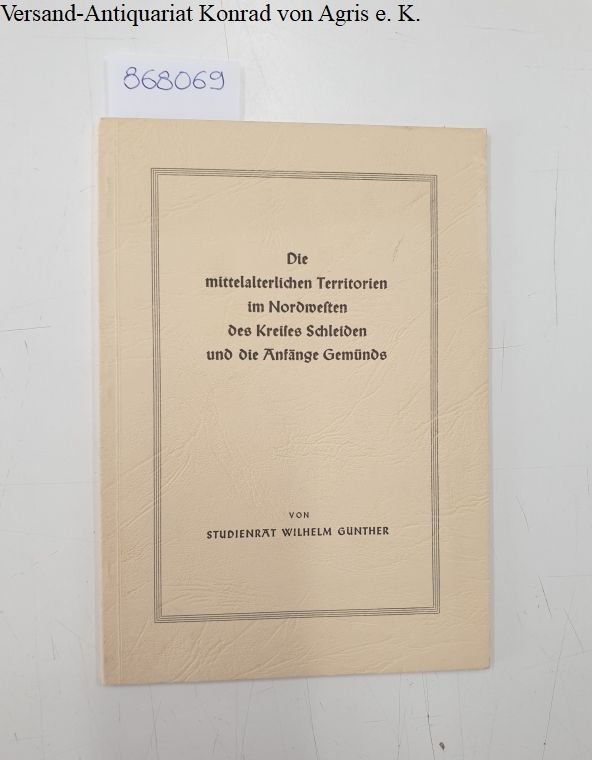 Versand-Antiquariat Konrad von Agris e. K.
868069
Die
mittelalterlichen Territorien
im Nordweſten
des Kreiſes Schleiden
und die Anfänge Gemünds
VON
STUDIENRAT WILHELM GÜNTHER